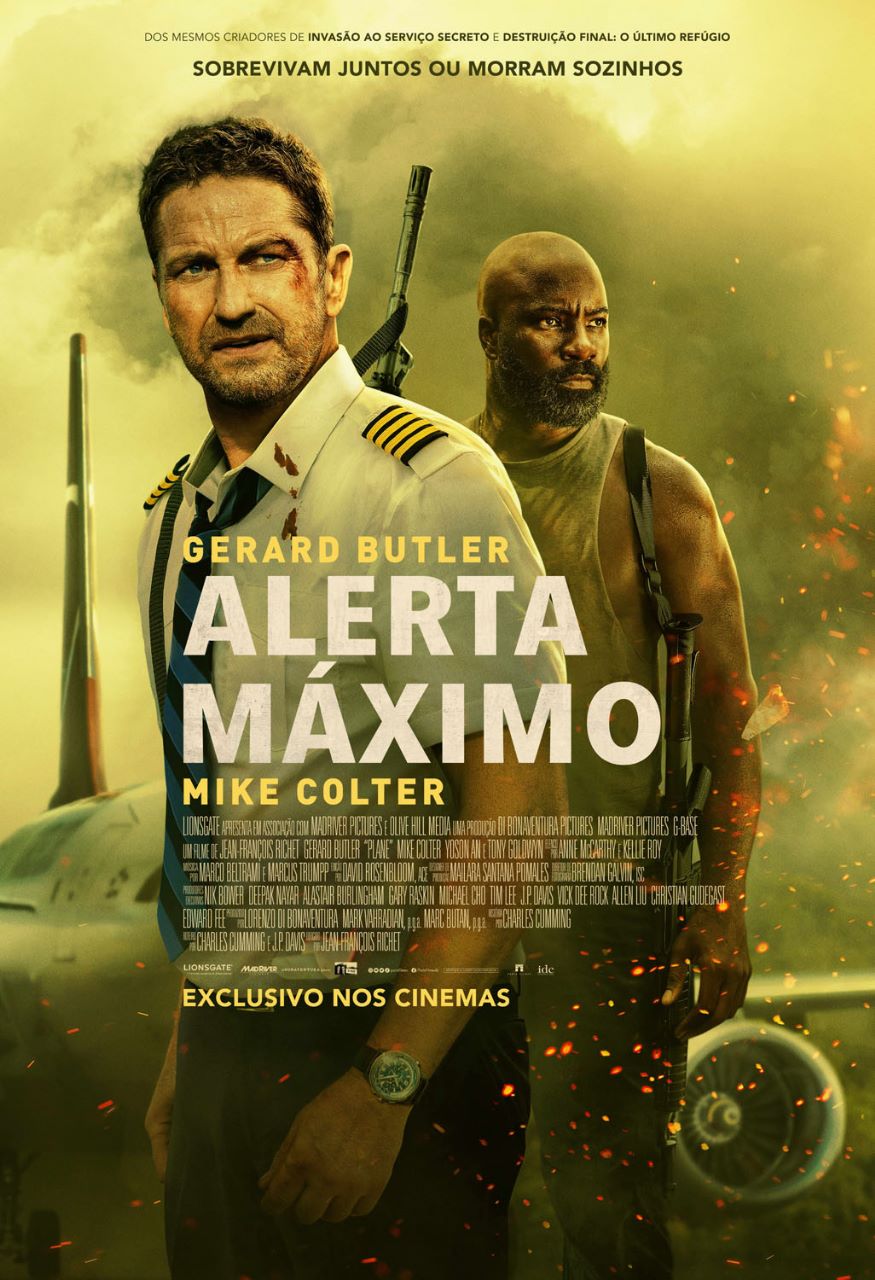 DOS MESMOS CRIADORES DE INVASÃO AO SERVIÇO SECRETO E DESTRUIÇÃO FINAL: O ÚLTIMO REFÚGIO
SOBREVIVAM JUNTOS OU MORRAM SOZINHOS
GERARD BUTLER
ALERTA
MÁXIMO
MIKE COLTER
LIONSGATE APRESENTA EM ASSOCIAÇÃO COM MADRIVER PICTURES E OLIVE HILL MEDIA UMA PRODUÇÃO DI BONAVENTURA PICTURES MADRIVER PICTURES G-BASE
UM FILME DE JEAN-FRANÇOIS RICHET GERARD BUTLER "PLANE" MIKE COLTER YOSON AN E TONY GOLDWYN ANNE McCARTHY E KELLIE ROY
MÚSICA POR MARCO BELTRAMI E MARCUS TRUMPP DAVID ROSENBLOOM, ACE MAILARA SANTANA POMALES BRENDAN GALVIN, ISC
PRODUTORES EXECUTIVOS NIK BOWER DEEPAK NAYAR ALASTAIR BURLINGHAM GARY RASKIN MICHAEL CHO TIM LEE J.P. DAVIS VICK DEE ROCK ALLEN LIU CHRISTIAN GUDEGAST
EDWARD FEE LORENZO DI BONAVENTURA MARK VAHRADIAN, p.g.a. MARC BUTAN, p.g.a. CHARLES CUMMING
CHARLES CUMMING E J.P. DAVIS JEAN-FRANÇOIS RICHET
LIONSGATE MADRIVER idc
EXCLUSIVO NOS CINEMAS